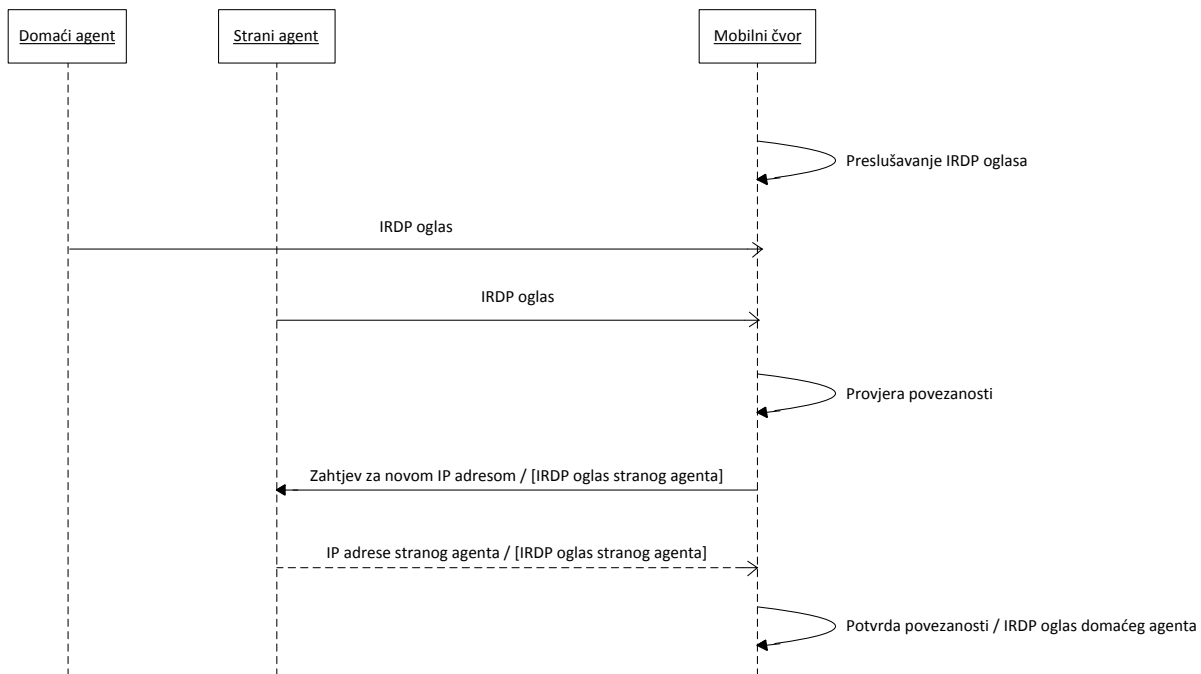 Domaći agent
Strani agent
Mobilni čvor
Preslušavanje IRDP oglasa
IRDP oglas
IRDP oglas
Provjera povezanosti
Zahtjev za novom IP adresom / [IRDP oglas stranog agenta]
IP adrese stranog agenta / [IRDP oglas stranog agenta]
Potvrda povezanosti / IRDP oglas domaćeg agenta